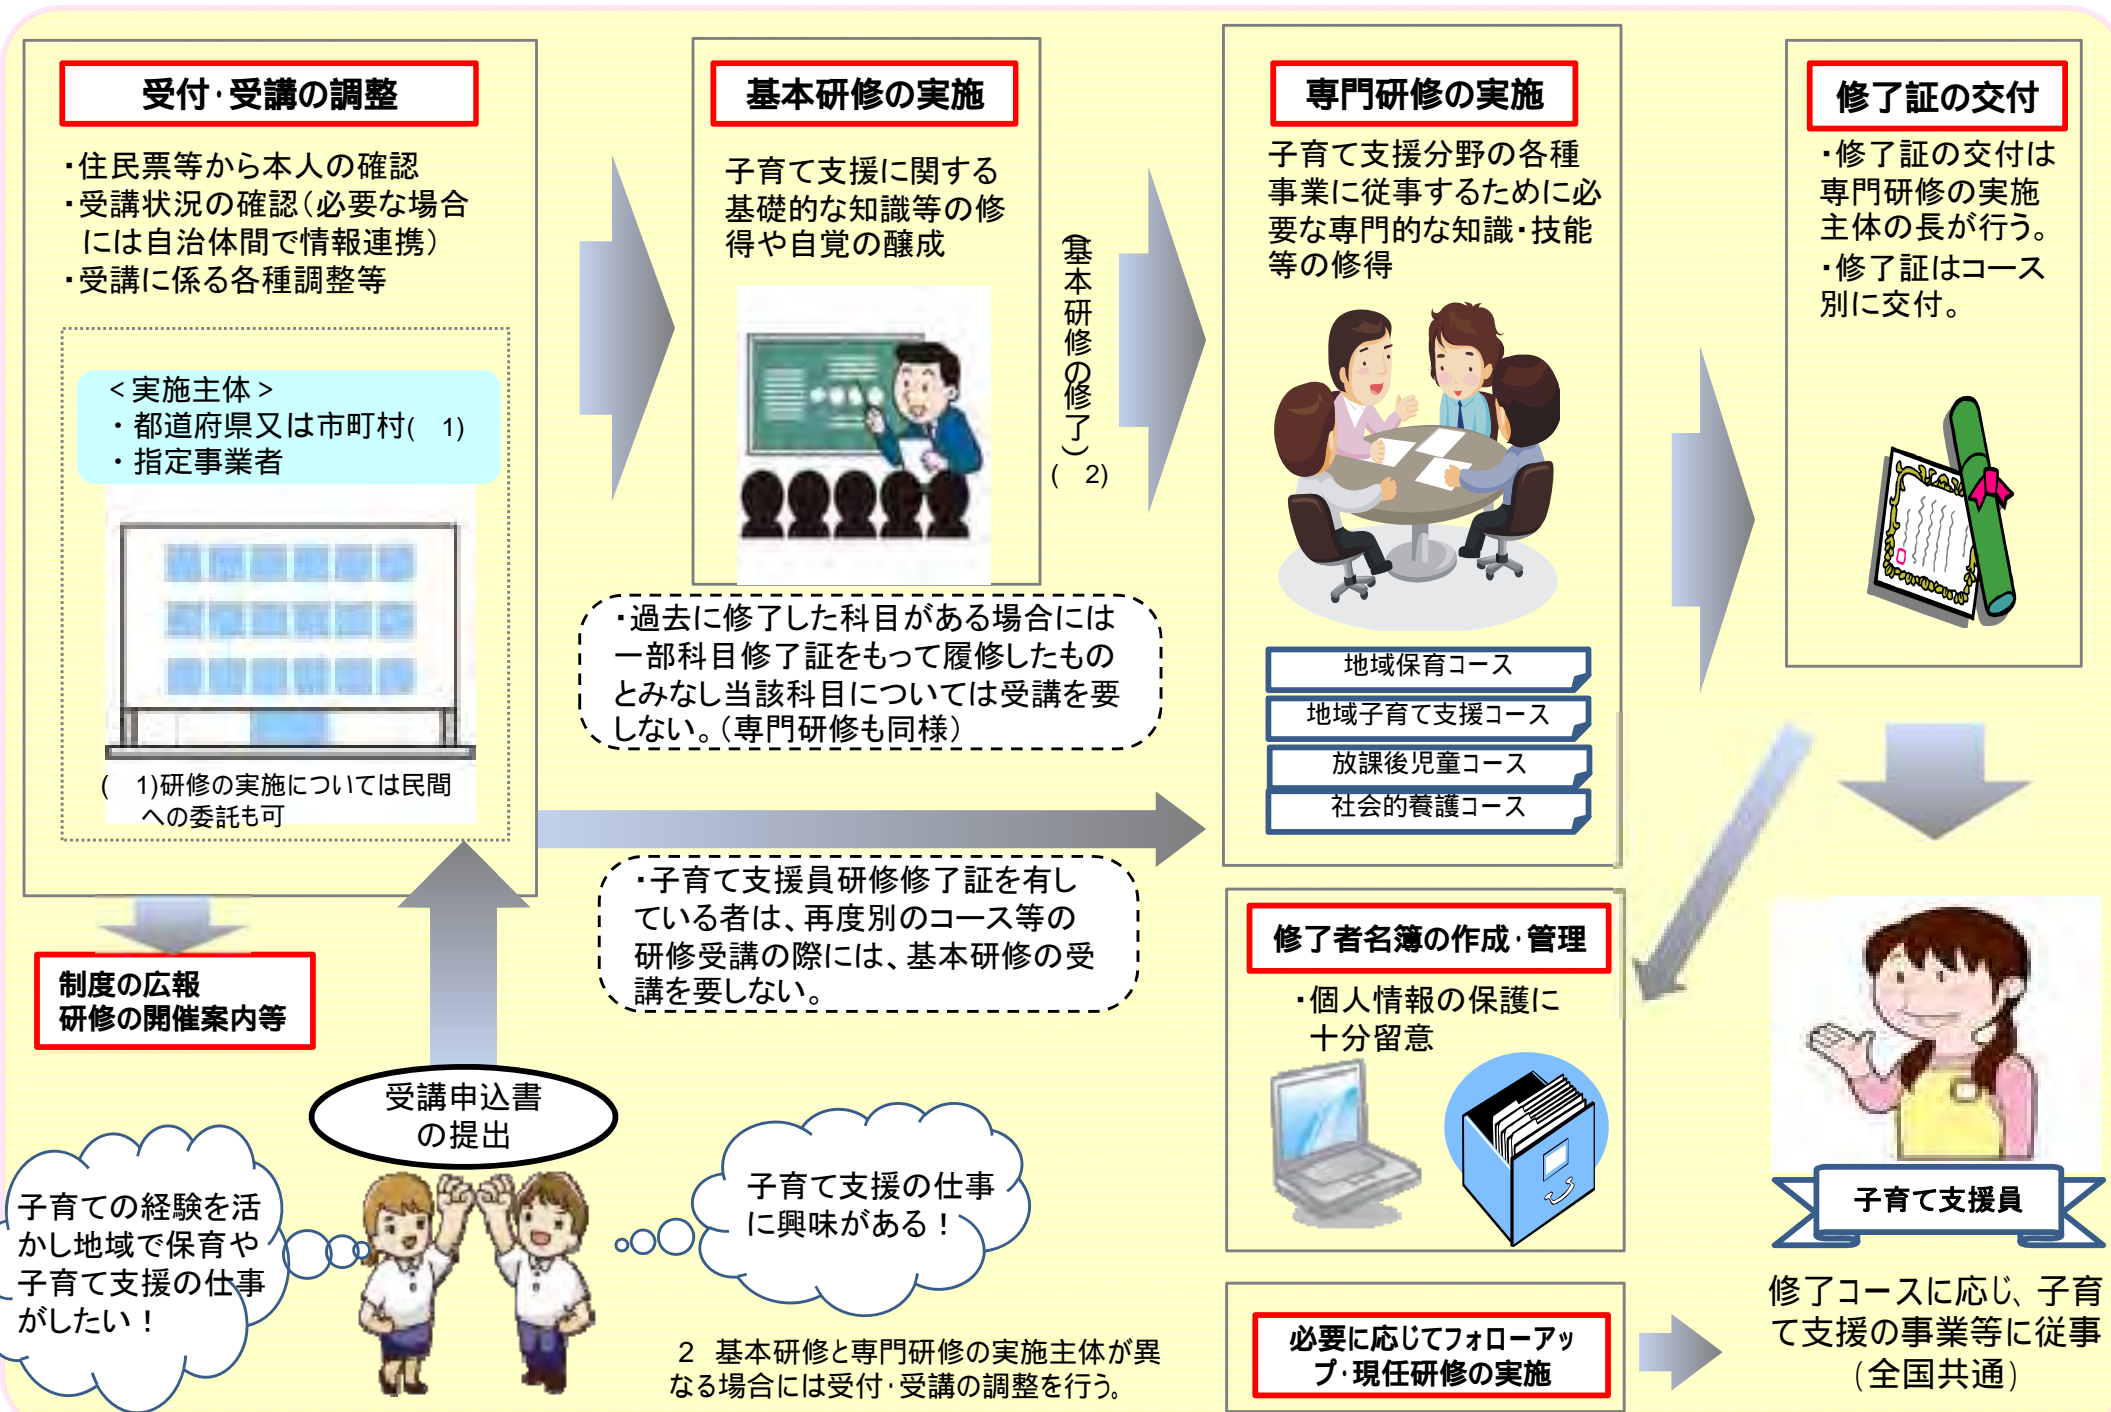 受付・受講の調整
・住民票等から本人の確認
・受講状況の確認(必要な場合
には自治体間で情報連携)
・受講に係る各種調整等
<実施主体>
・都道府県又は市町村( 1)
・指定事業者
( 1)研修の実施については民間
への委託も可
制度の広報
研修の開催案内等
受講申込書
の提出
子育ての経験を活
かし地域で保育や
子育て支援の仕事
がしたい！
子育て支援の仕事
に興味がある！
基本研修の実施
子育て支援に関する
基礎的な知識等の修
得や自覚の醸成
(基本研修の修了)
( 2)
・過去に修了した科目がある場合には
一部科目修了証をもって履修したもの
とみなし当該科目については受講を要
しない。(専門研修も同様)
・子育て支援員研修修了証を有し
ている者は、再度別のコース等の
研修受講の際には、基本研修の受
講を要しない。
2 基本研修と専門研修の実施主体が異
なる場合には受付・受講の調整を行う。
専門研修の実施
子育て支援分野の各種
事業に従事するために必
要な専門的な知識・技能
等の修得
地域保育コース
地域子育て支援コース
放課後児童コース
社会的養護コース
修了証の交付
・修了証の交付は
専門研修の実施
主体の長が行う。
・修了証はコース
別に交付。
修了者名簿の作成・管理
・個人情報の保護に
十分留意
必要に応じてフォローアッ
プ・現任研修の実施
子育て支援員
修了コースに応じ、子育
て支援の事業等に従事
(全国共通)